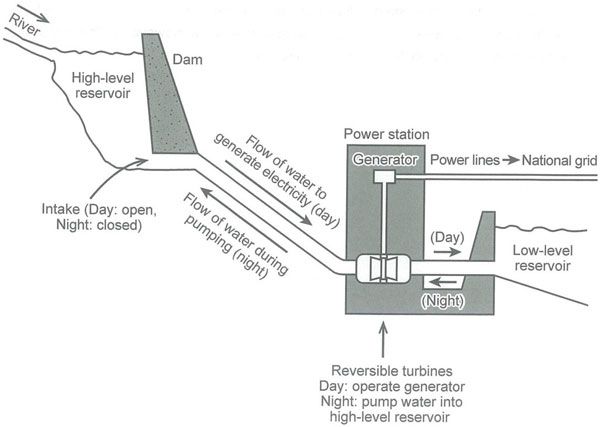 River
Dam
High-level
reservoir
Flow of water to
generate electricity (day)
Flow of water during
pumping (night)
Intake (Day: open,
Night: closed)
Power station
Generator
Power lines → National grid
(Day)
(Night)
Low-level
reservoir
Reversible turbines
Day: operate generator
Night: pump water into
high-level reservoir